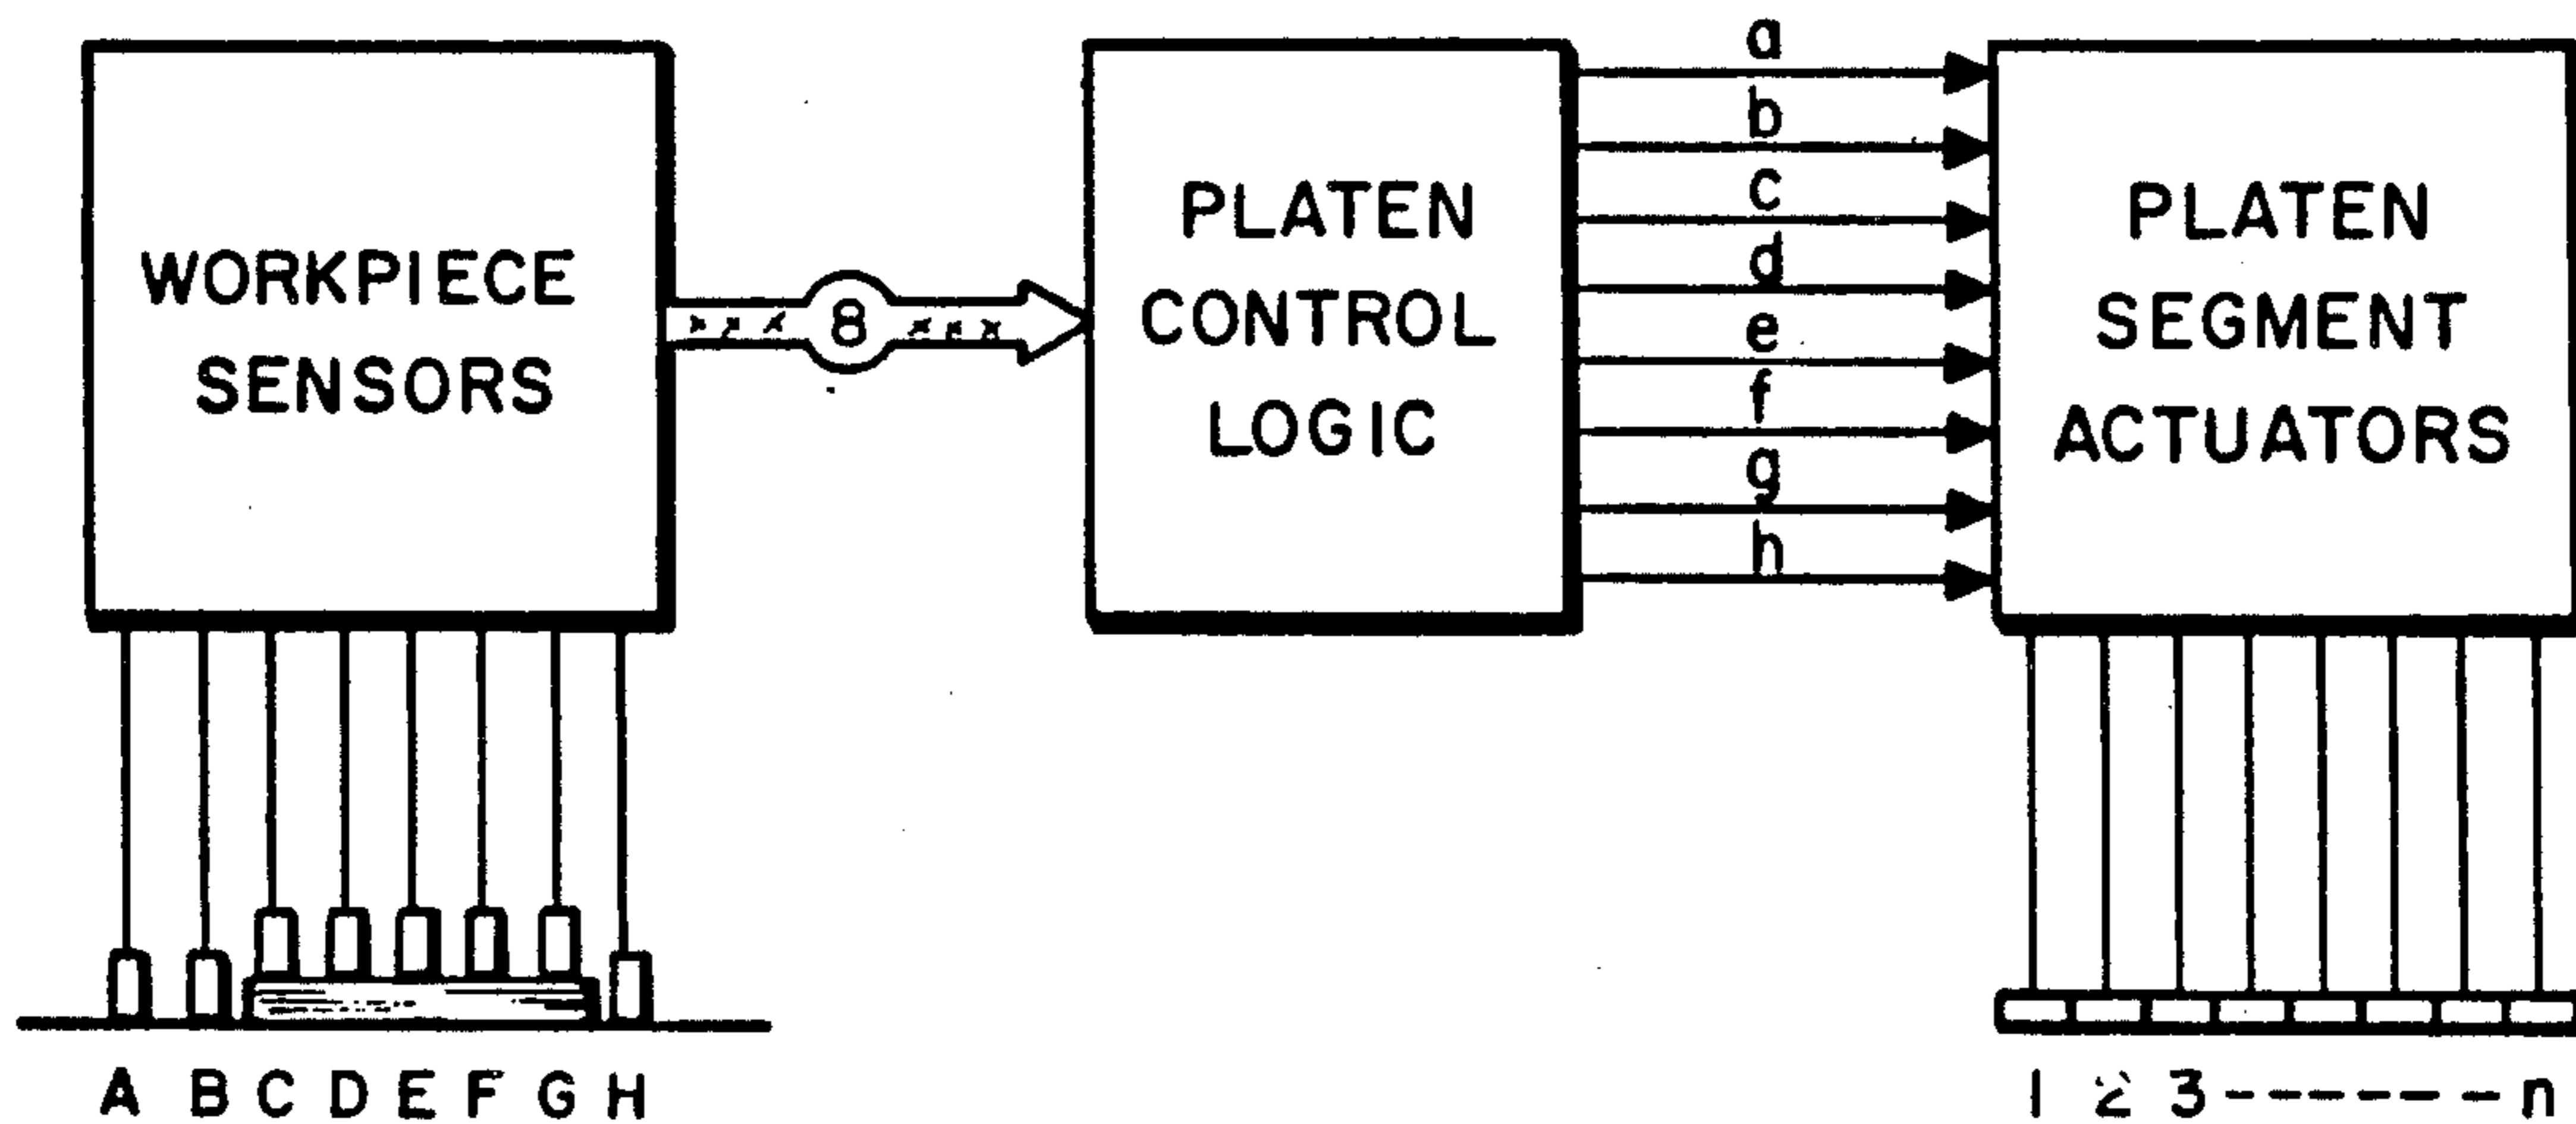 WORKPIECE
SENSORS
8
PLATEN
CONTROL
LOGIC
a
b
c
d
e
f
g
h
PLATEN
SEGMENT
ACTUATORS
A B C D E F G H
1 2 3 ------- n